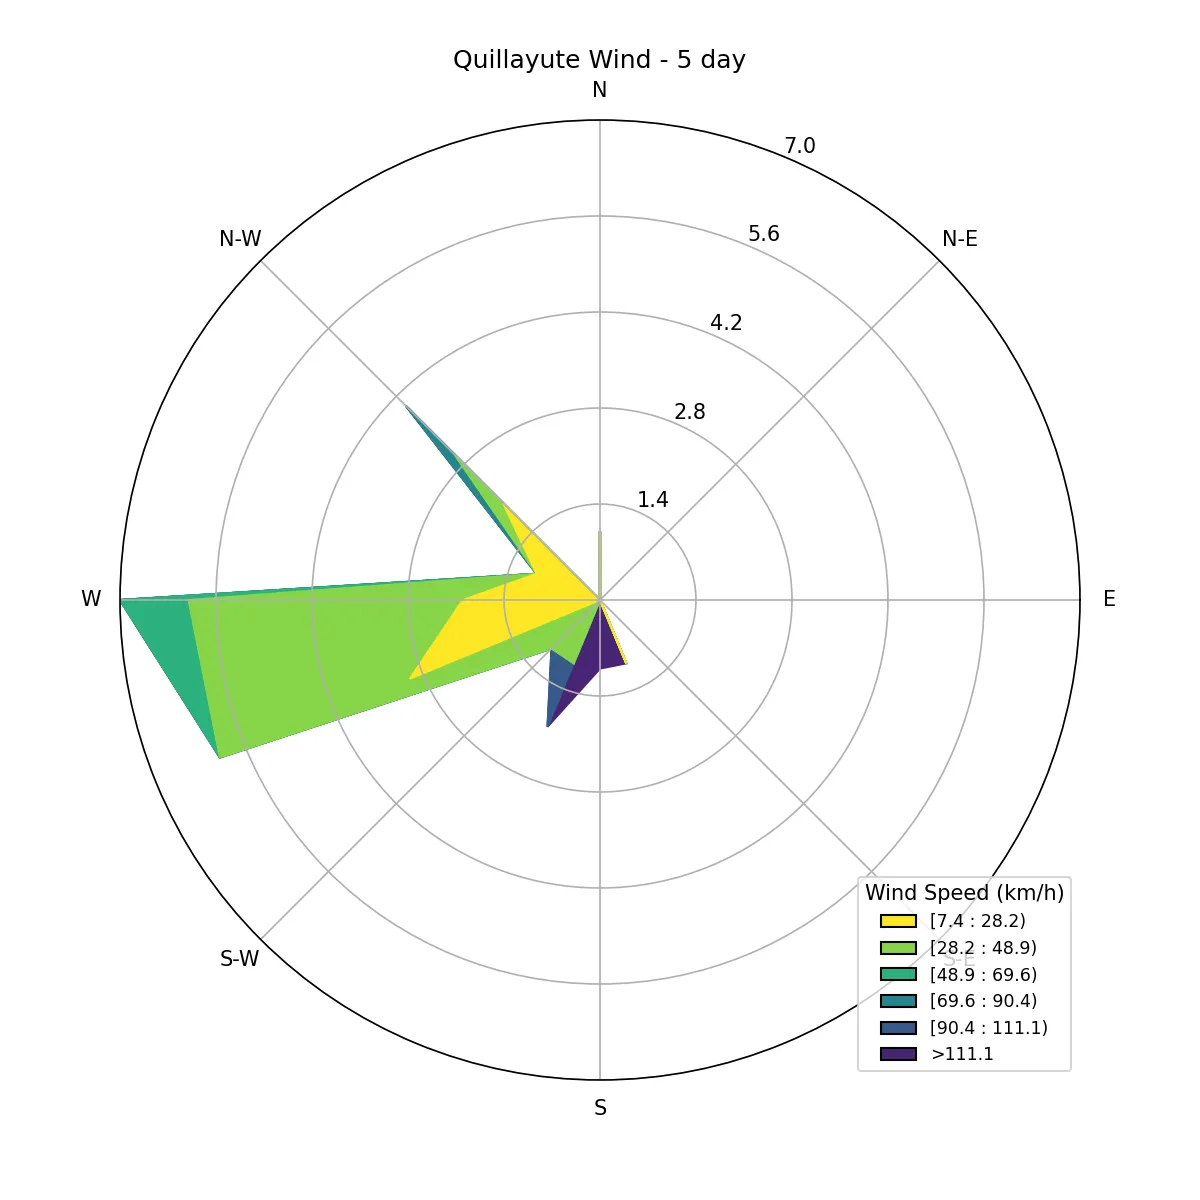 Quillayute Wind - 5 day
N
7.0
N-W
5.6
N-E
4.2
2.8
1.4
W
E
S-W
S-E
S
Wind Speed (km/h)
[7.4 : 28.2)
[28.2 : 48.9)
[48.9 : 69.6)
[69.6 : 90.4)
[90.4 : 111.1)
>111.1